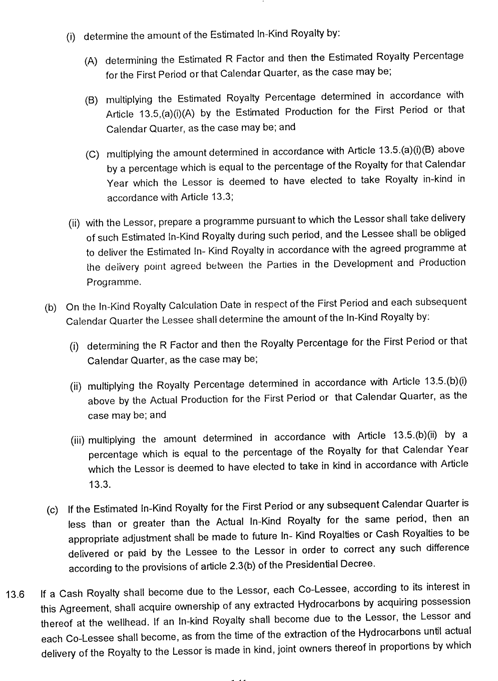 (i) determine the amount of the Estimated In-Kind Royalty by:
(A) determining the Estimated R Factor and then the Estimated Royalty Percentage
for the First Period or that Calendar Quarter, as the case may be;
(B) multiplying the Estimated Royalty Percentage determined in accordance with
Article 13.5.(a)(i)(A) by the Estimated Production for the First Period or that
Calendar Quarter, as the case may be; and
(C) multiplying the amount determined in accordance with Article 13.5.(a)(i)(B) above
by a percentage which is equal to the percentage of the Royalty for that Calendar
Year which the Lessor is deemed to have elected to take Royalty in-kind in
accordance with Article 13.3;
(ii) with the Lessor, prepare a programme pursuant to which the Lessor shall take delivery
of such Estimated In-Kind Royalty during such period, and the Lessee shall be obliged
to deliver the Estimated In- Kind Royalty in accordance with the agreed programme at
the delivery point agreed between the Parties in the Development and Production
Programme.
(b) On the In-Kind Royalty Calculation Date in respect of the First Period and each subsequent
Calendar Quarter the Lessee shall determine the amount of the In-Kind Royalty by:
(i) determining the R Factor and then the Royalty Percentage for the First Period or that
Calendar Quarter, as the case may be;
(ii) multiplying the Royalty Percentage determined in accordance with Article 13.5.(b)(i)
above by the Actual Production for the First Period or that Calendar Quarter, as the
case may be; and
(iii) multiplying the amount determined in accordance with Article 13.5.(b)(ii) by a
percentage which is equal to the percentage of the Royalty for that Calendar Year
which the Lessor is deemed to have elected to take in kind in accordance with Article
13.3.
(c) If the Estimated In-Kind Royalty for the First Period or any subsequent Calendar Quarter is
less than or greater than the Actual In-Kind Royalty for the same period, then an
appropriate adjustment shall be made to future In- Kind Royalties or Cash Royalties to be
delivered or paid by the Lessee to the Lessor in order to correct any such difference
according to the provisions of article 2.3(b) of the Presidential Decree.
13.6 If a Cash Royalty shall become due to the Lessor, each Co-Lessee, according to its interest in
this Agreement, shall acquire ownership of any extracted Hydrocarbons by acquiring possession
thereof at the wellhead. If an In-kind Royalty shall become due to the Lessor, the Lessor and
each Co-Lessee shall become, as from the time of the extraction of the Hydrocarbons until actual
delivery of the Royalty to the Lessor is made in kind, joint owners thereof in proportions by which